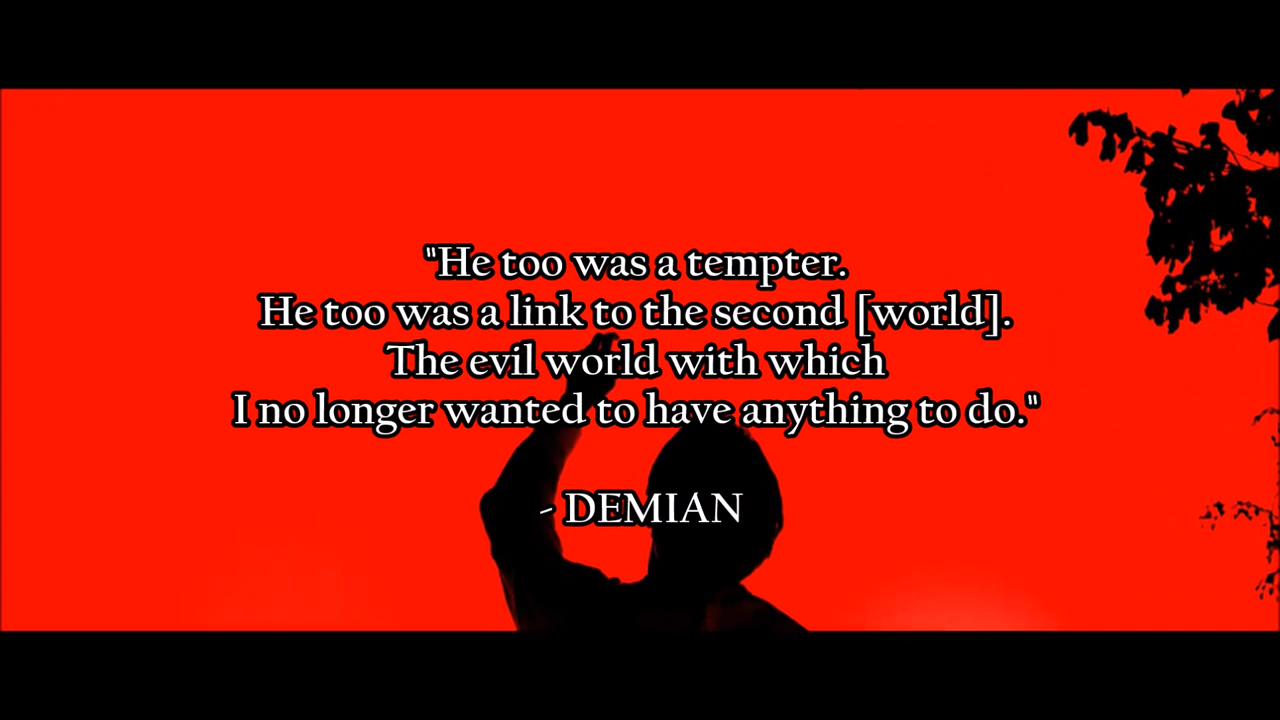 "He too was a tempter.
He too was a link to the second [world].
The evil world with which
I no longer wanted to have anything to do."
- DEMIAN